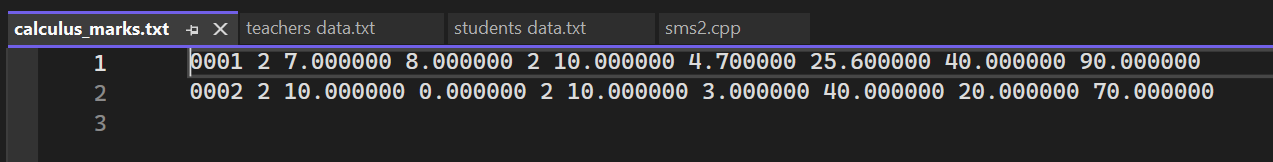 calculus_marks.txt teachers data.txt students data.txt sms2.cpp
1 0001 2 7.000000 8.000000 2 10.000000 4.700000 25.600000 40.000000 90.000000
2 0002 2 10.000000 0.000000 2 10.000000 3.000000 40.000000 20.000000 70.000000
3